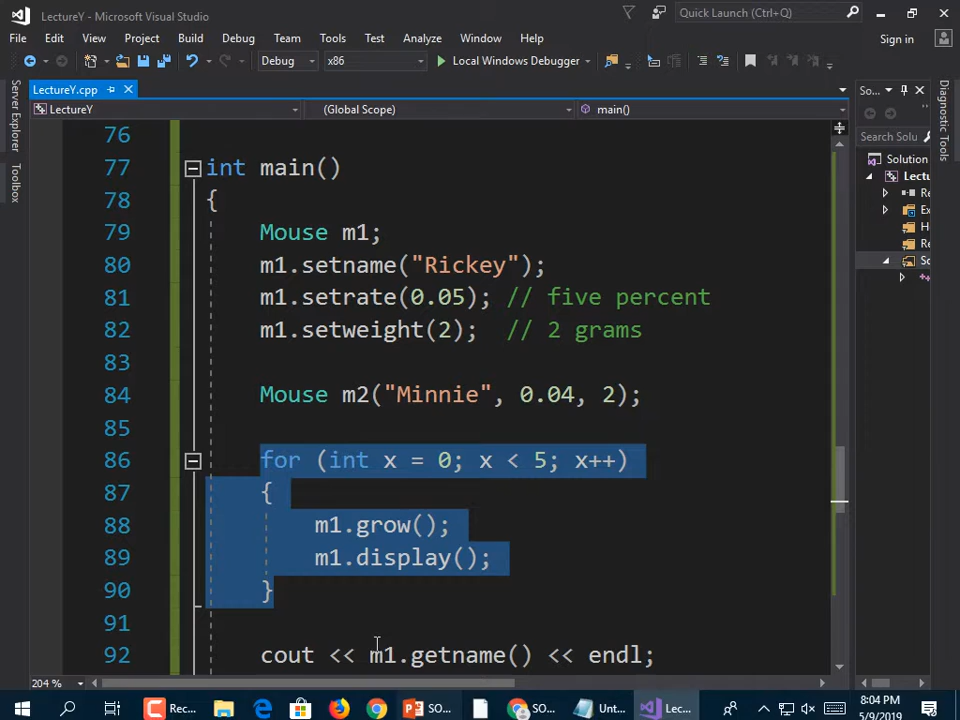 LectureY - Microsoft Visual Studio
Quick Launch (Ctrl+Q)
File Edit View Project Build Debug Team Tools Test Analyze Window Help Sign in
Debug x86 Local Windows Debugger
LectureY.cpp
So...
LectureY (Global Scope) main()
Search Solu
Server Explorer
Toolbox
Diagnostic Tools
Solution
Lectu
Re
Ex
H
Re
So
76
77 int main()
78 {
79 Mouse m1;
80 m1.setname("Rickey");
81 m1.setrate(0.05); // five percent
82 m1.setweight(2); // 2 grams
83
84 Mouse m2("Minnie", 0.04, 2);
85
86 for (int x = 0; x < 5; x++)
87 {
88 m1.grow();
89 m1.display();
90 }
91
92 cout << m1.getname() << endl;
204 %
Rec... SO... SO... Unt... Lec...
8:04 PM
5/9/2019